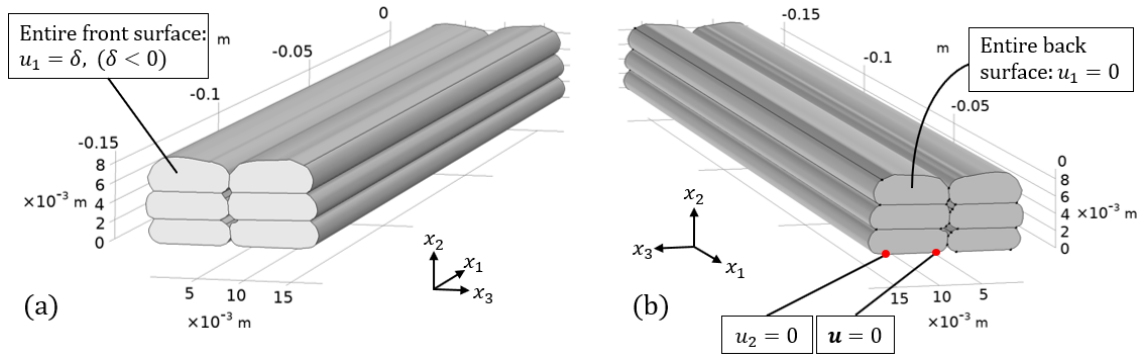 Entire front surface:
u₁ = δ, (δ < 0)
0
m
-0.05
-0.1
-0.15
8
6
×10⁻³ m
4
2
0
5
10
15
×10⁻³ m
x₂
x₁
x₃
(a)
-0.15
m
-0.1
Entire back
surface: u₁ = 0
-0.05
0
8
6
×10⁻³ m
4
2
0
x₂
x₃
x₁
15
10
5
×10⁻³ m
(b)
u₂ = 0
𝒖 = 0